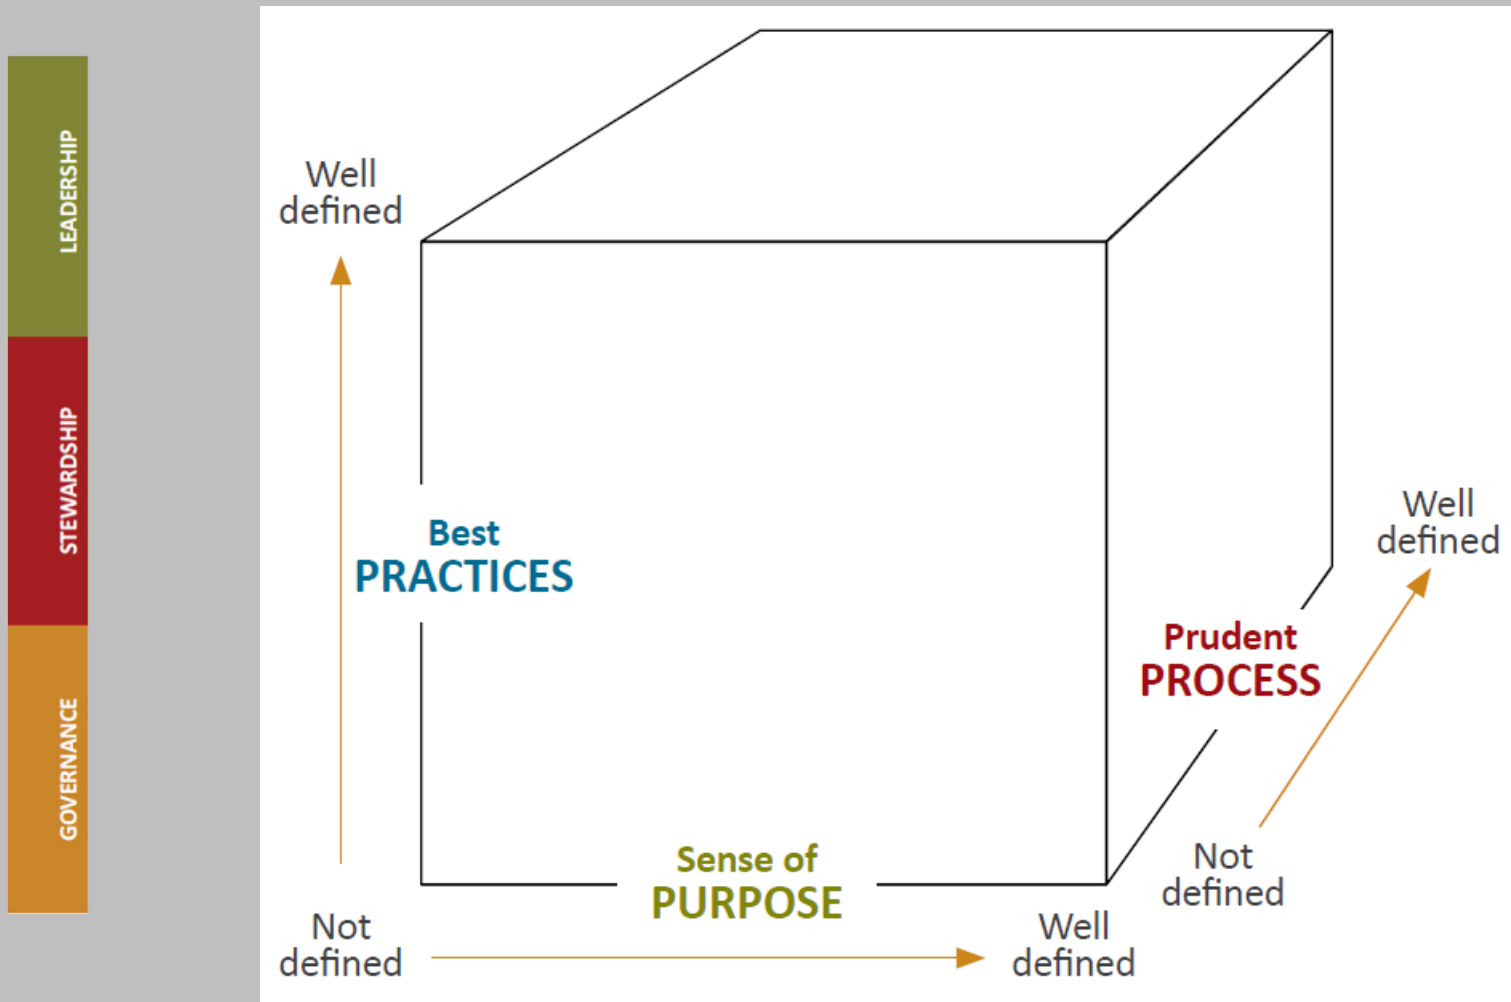 LEADERSHIP
STEWARDSHIP
GOVERNANCE
Well
defined
Best
PRACTICES
Not
defined
Sense of
PURPOSE
Well
defined
Prudent
PROCESS
Not
defined
Well
defined